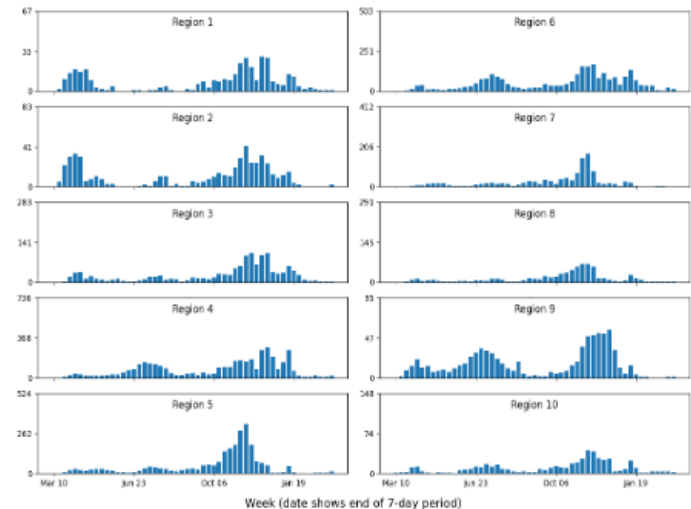 67
33
0
Region 1
503
251
0
Region 6
83
41
0
Region 2
412
206
0
Region 7
283
141
0
Region 3
291
145
0
Region 8
736
368
0
Region 4
47
0
Region 9
524
262
0
Region 5
148
74
0
Region 10
Mar 10 Jun 23 Oct 06 Jan 19
Mar 10 Jun 23 Oct 06 Jan 19
Week (date shows end of 7-day period)